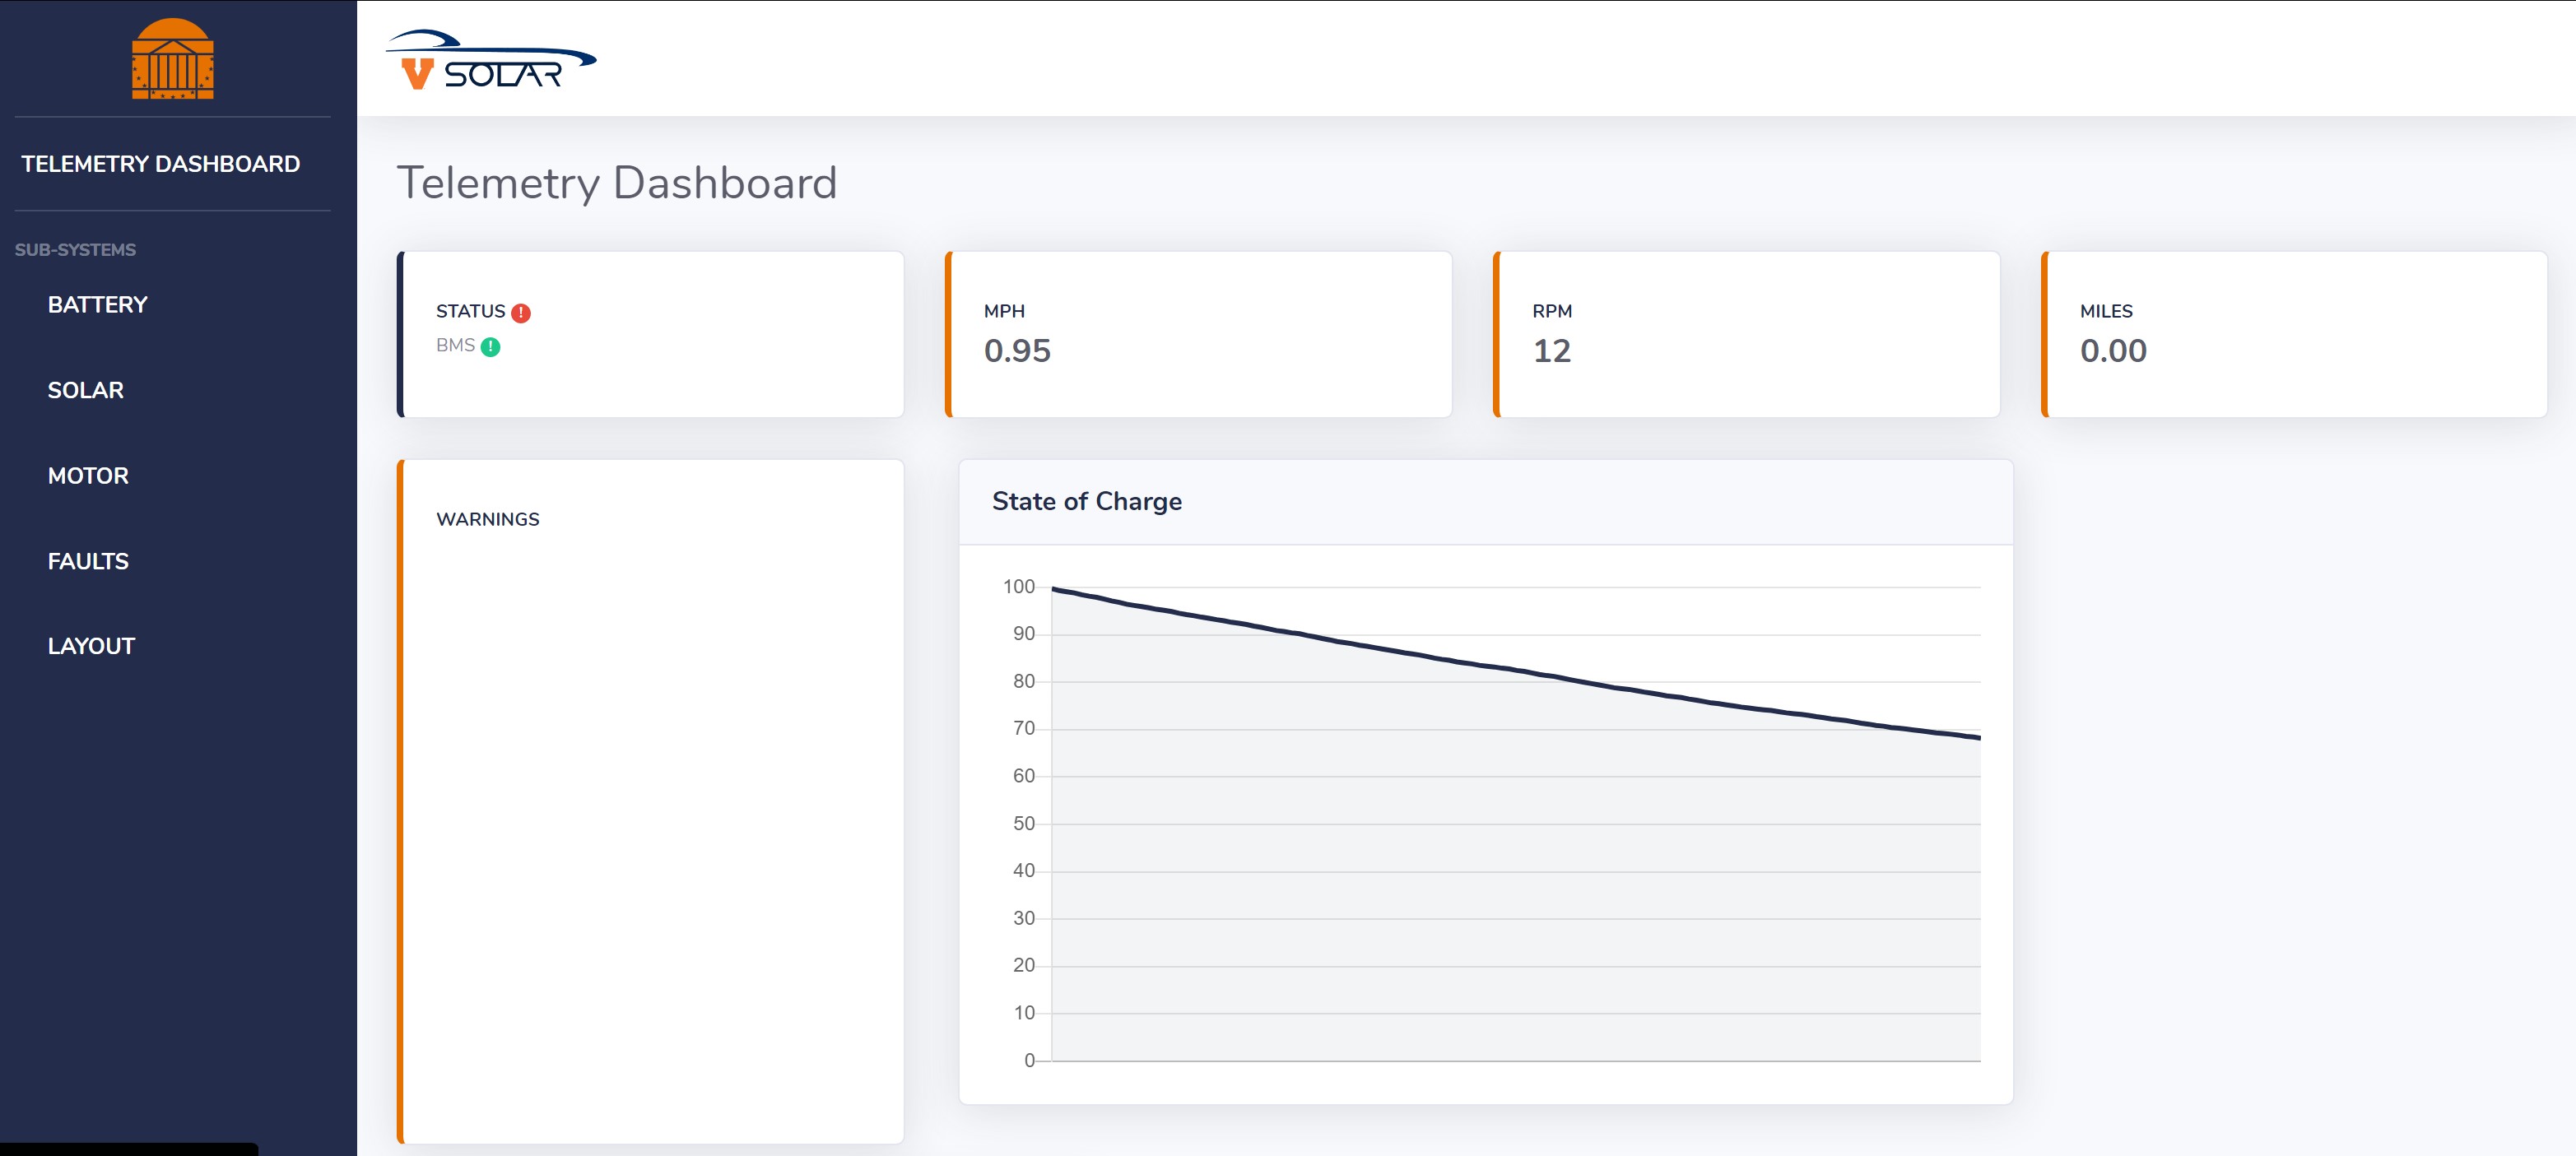 TELEMETRY DASHBOARD
SUB-SYSTEMS
BATTERY
SOLAR
MOTOR
FAULTS
LAYOUT
V SOLAR
Telemetry Dashboard
STATUS !
BMS !
MPH
0.95
RPM
12
MILES
0.00
WARNINGS
State of Charge
100
90
80
70
60
50
40
30
20
10
0